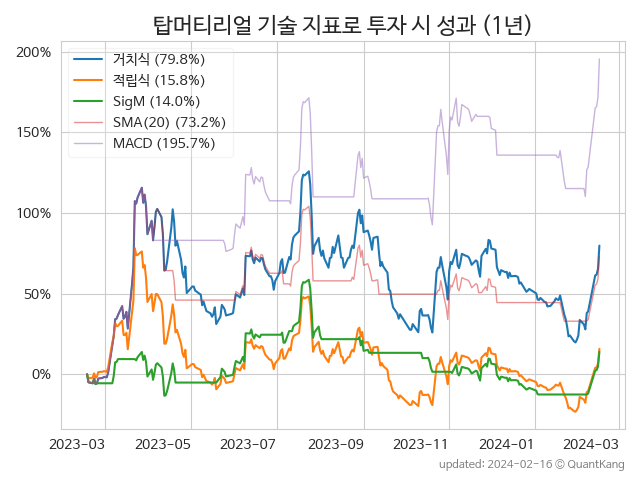 탑머티리얼 기술 지표로 투자 시 성과 (1년)
200%
150%
100%
50%
0%
거치식 (79.8%)
적립식 (15.8%)
SigM (14.0%)
SMA(20) (73.2%)
MACD (195.7%)
2023-03 2023-05 2023-07 2023-09 2023-11 2024-01 2024-03
updated: 2024-02-16 © QuantKang